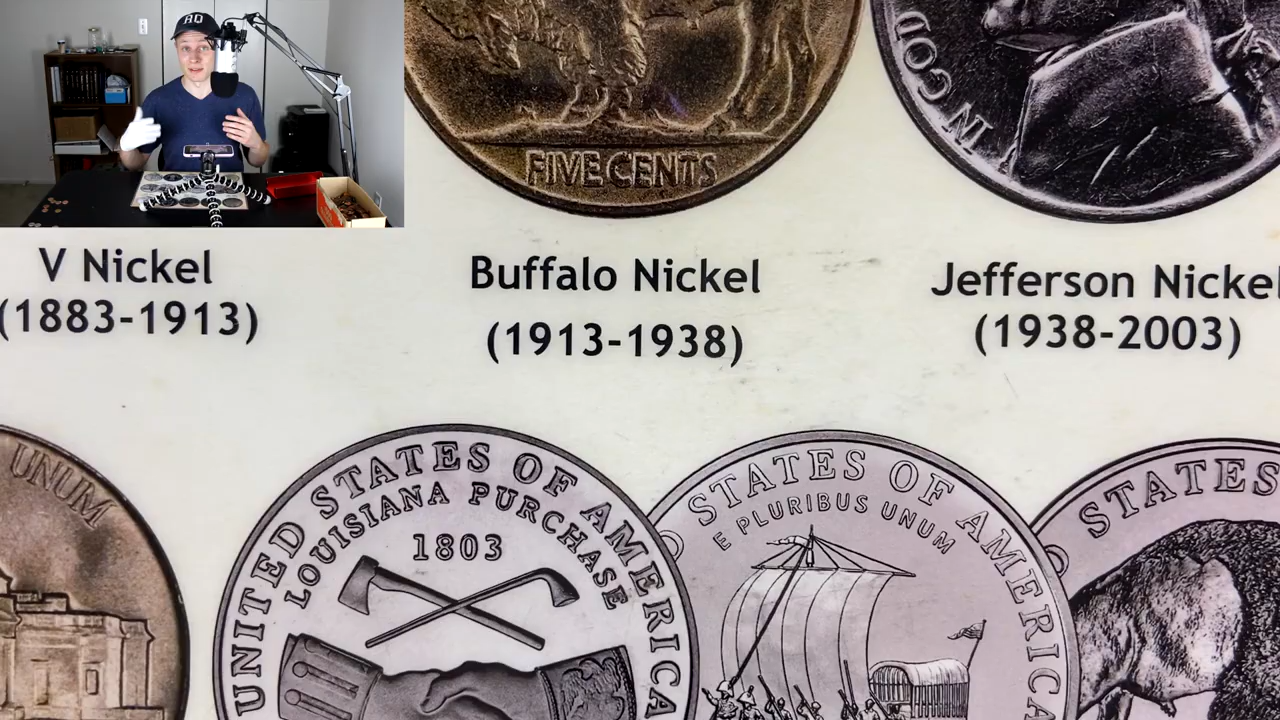 RD
FIVE CENTS
IN GOD
V Nickel
(1883-1913)
Buffalo Nickel
(1913-1938)
Jefferson Nickel
(1938-2003)
UNUM
UNITED STATES OF AMERICA
LOUISIANA PURCHASE
1803
STATES OF AMERICA
E PLURIBUS UNUM
STATES